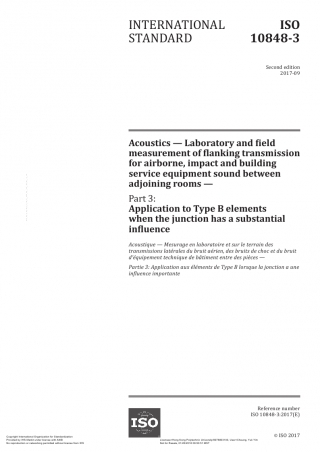 INTERNATIONAL
STANDARD
ISO
10848-3
Second edition
2017-09
Acoustics — Laboratory and field
measurement of flanking transmission
for airborne, impact and building
service equipment sound between
adjoining rooms —
Part 3:
Application to Type B elements
when the junction has a substantial
influence
Acoustique — Mesurage en laboratoire et sur le terrain des
transmissions latérales du bruit aérien, des bruits de choc et du bruit
d'équipement technique de bâtiment entre des pièces —
Partie 3: Application aux éléments de Type B lorsque la jonction a une
influence importante
ISO
Reference number
ISO 10848-3:2017(E)
© ISO 2017